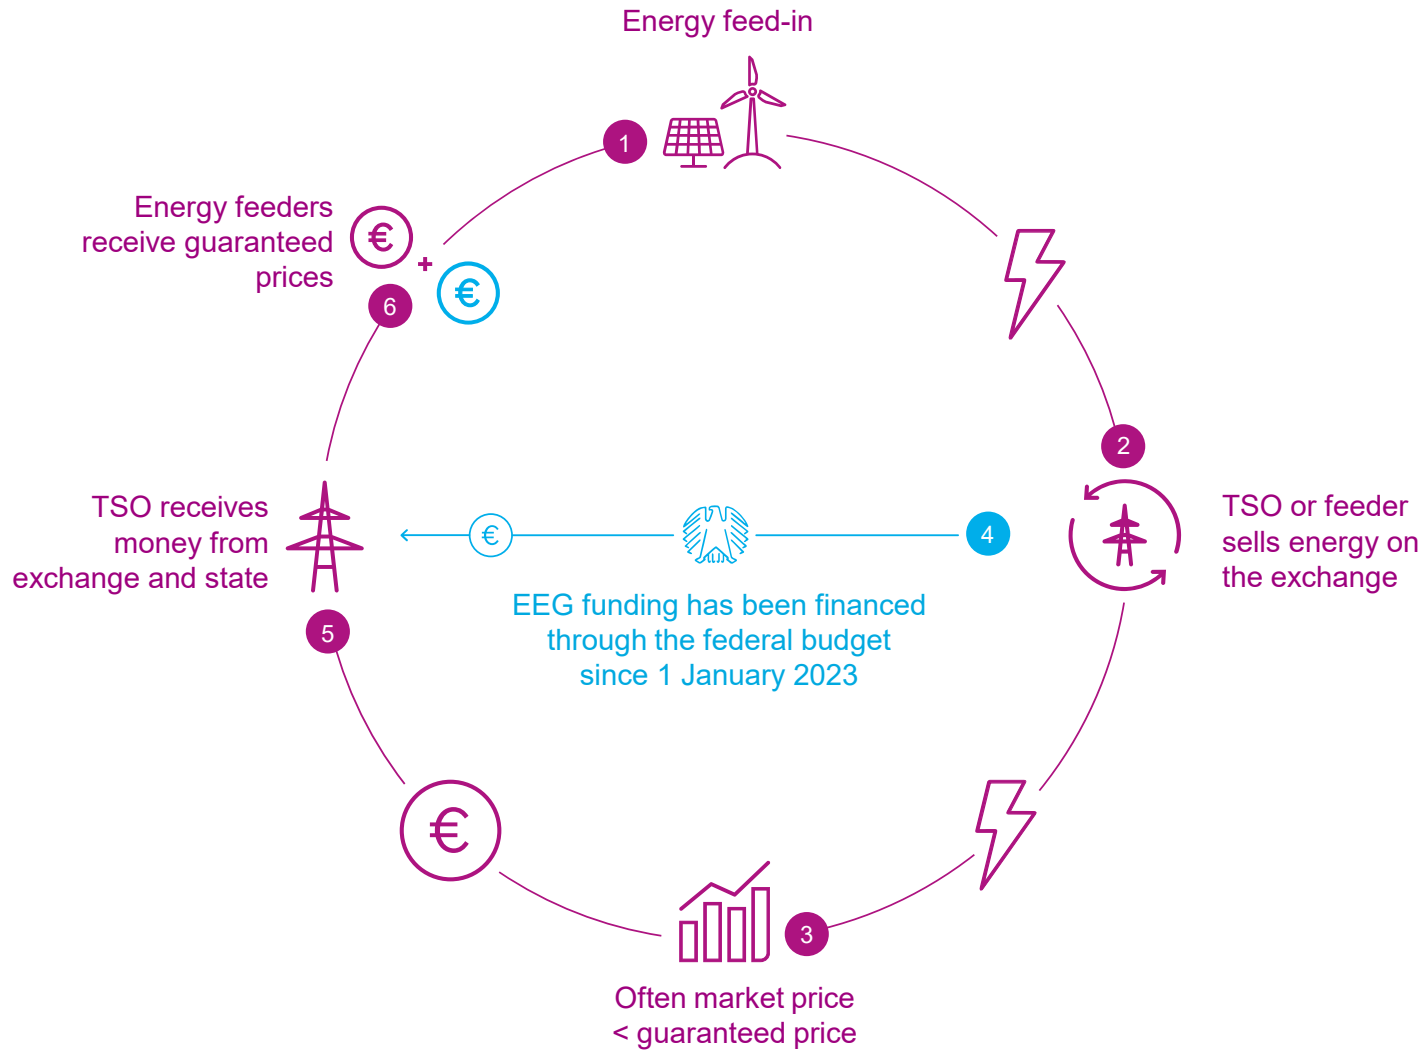 Energy feed-in
1
€
+
€
Energy feeders
receive guaranteed
prices
6
2
TSO or feeder
sells energy on
the exchange
TSO receives
money from
exchange and state
€
4
EEG funding has been financed
through the federal budget
since 1 January 2023
5
€
3
Often market price
< guaranteed price